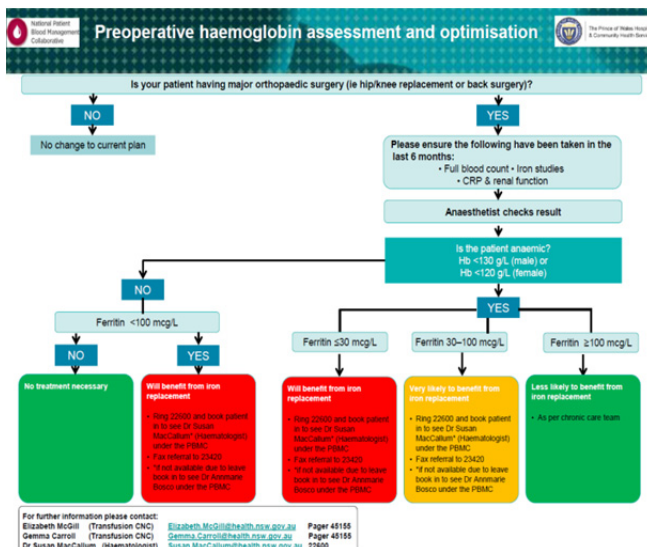 National Patient
Blood Management
Collaborative
Preoperative haemoglobin assessment and optimisation
The Prince of Wales Hospital
& Community Health Services
Is your patient having major orthopaedic surgery (ie hip/knee replacement or back surgery)?
NO
YES
No change to current plan
Please ensure the following have been taken in the
last 6 months:
• Full blood count • Iron studies
• CRP & renal function
Anaesthetist checks result
Is the patient anaemic?
Hb <130 g/L (male) or
Hb <120 g/L (female)
NO
YES
Ferritin <100 mcg/L
Ferritin ≤30 mcg/L
Ferritin 30–100 mcg/L
Ferritin ≥100 mcg/L
NO
YES
No treatment necessary
Will benefit from iron
replacement
• Ring 22600 and book patient
in to see Dr Susan
MacCallum* (Haematologist)
under the PBMC
• Fax referral to 23420
• *if not available due to leave
book in to see Dr Annmarie
Bosco under the PBMC
Will benefit from iron
replacement
• Ring 22600 and book patient
in to see Dr Susan
MacCallum* (Haematologist)
under the PBMC
• Fax referral to 23420
• *if not available due to leave
book in to see Dr Annmarie
Bosco under the PBMC
Very likely to benefit from
iron replacement
• Ring 22600 and book patient
in to see Dr Susan
MacCallum* (Haematologist)
under the PBMC
• Fax referral to 23420
• *if not available due to leave
book in to see Dr Annmarie
Bosco under the PBMC
Less likely to benefit from
iron replacement
• As per chronic care team
For further information please contact:
Elizabeth McGill (Transfusion CNC) Elizabeth.McGill@health.nsw.gov.au Pager 45155
Gemma Carroll (Transfusion CNC) Gemma.Carroll@health.nsw.gov.au Pager 45155
Dr Susan MacCallum (Haematologist) Susan.MacCallum@health.nsw.gov.au 22600